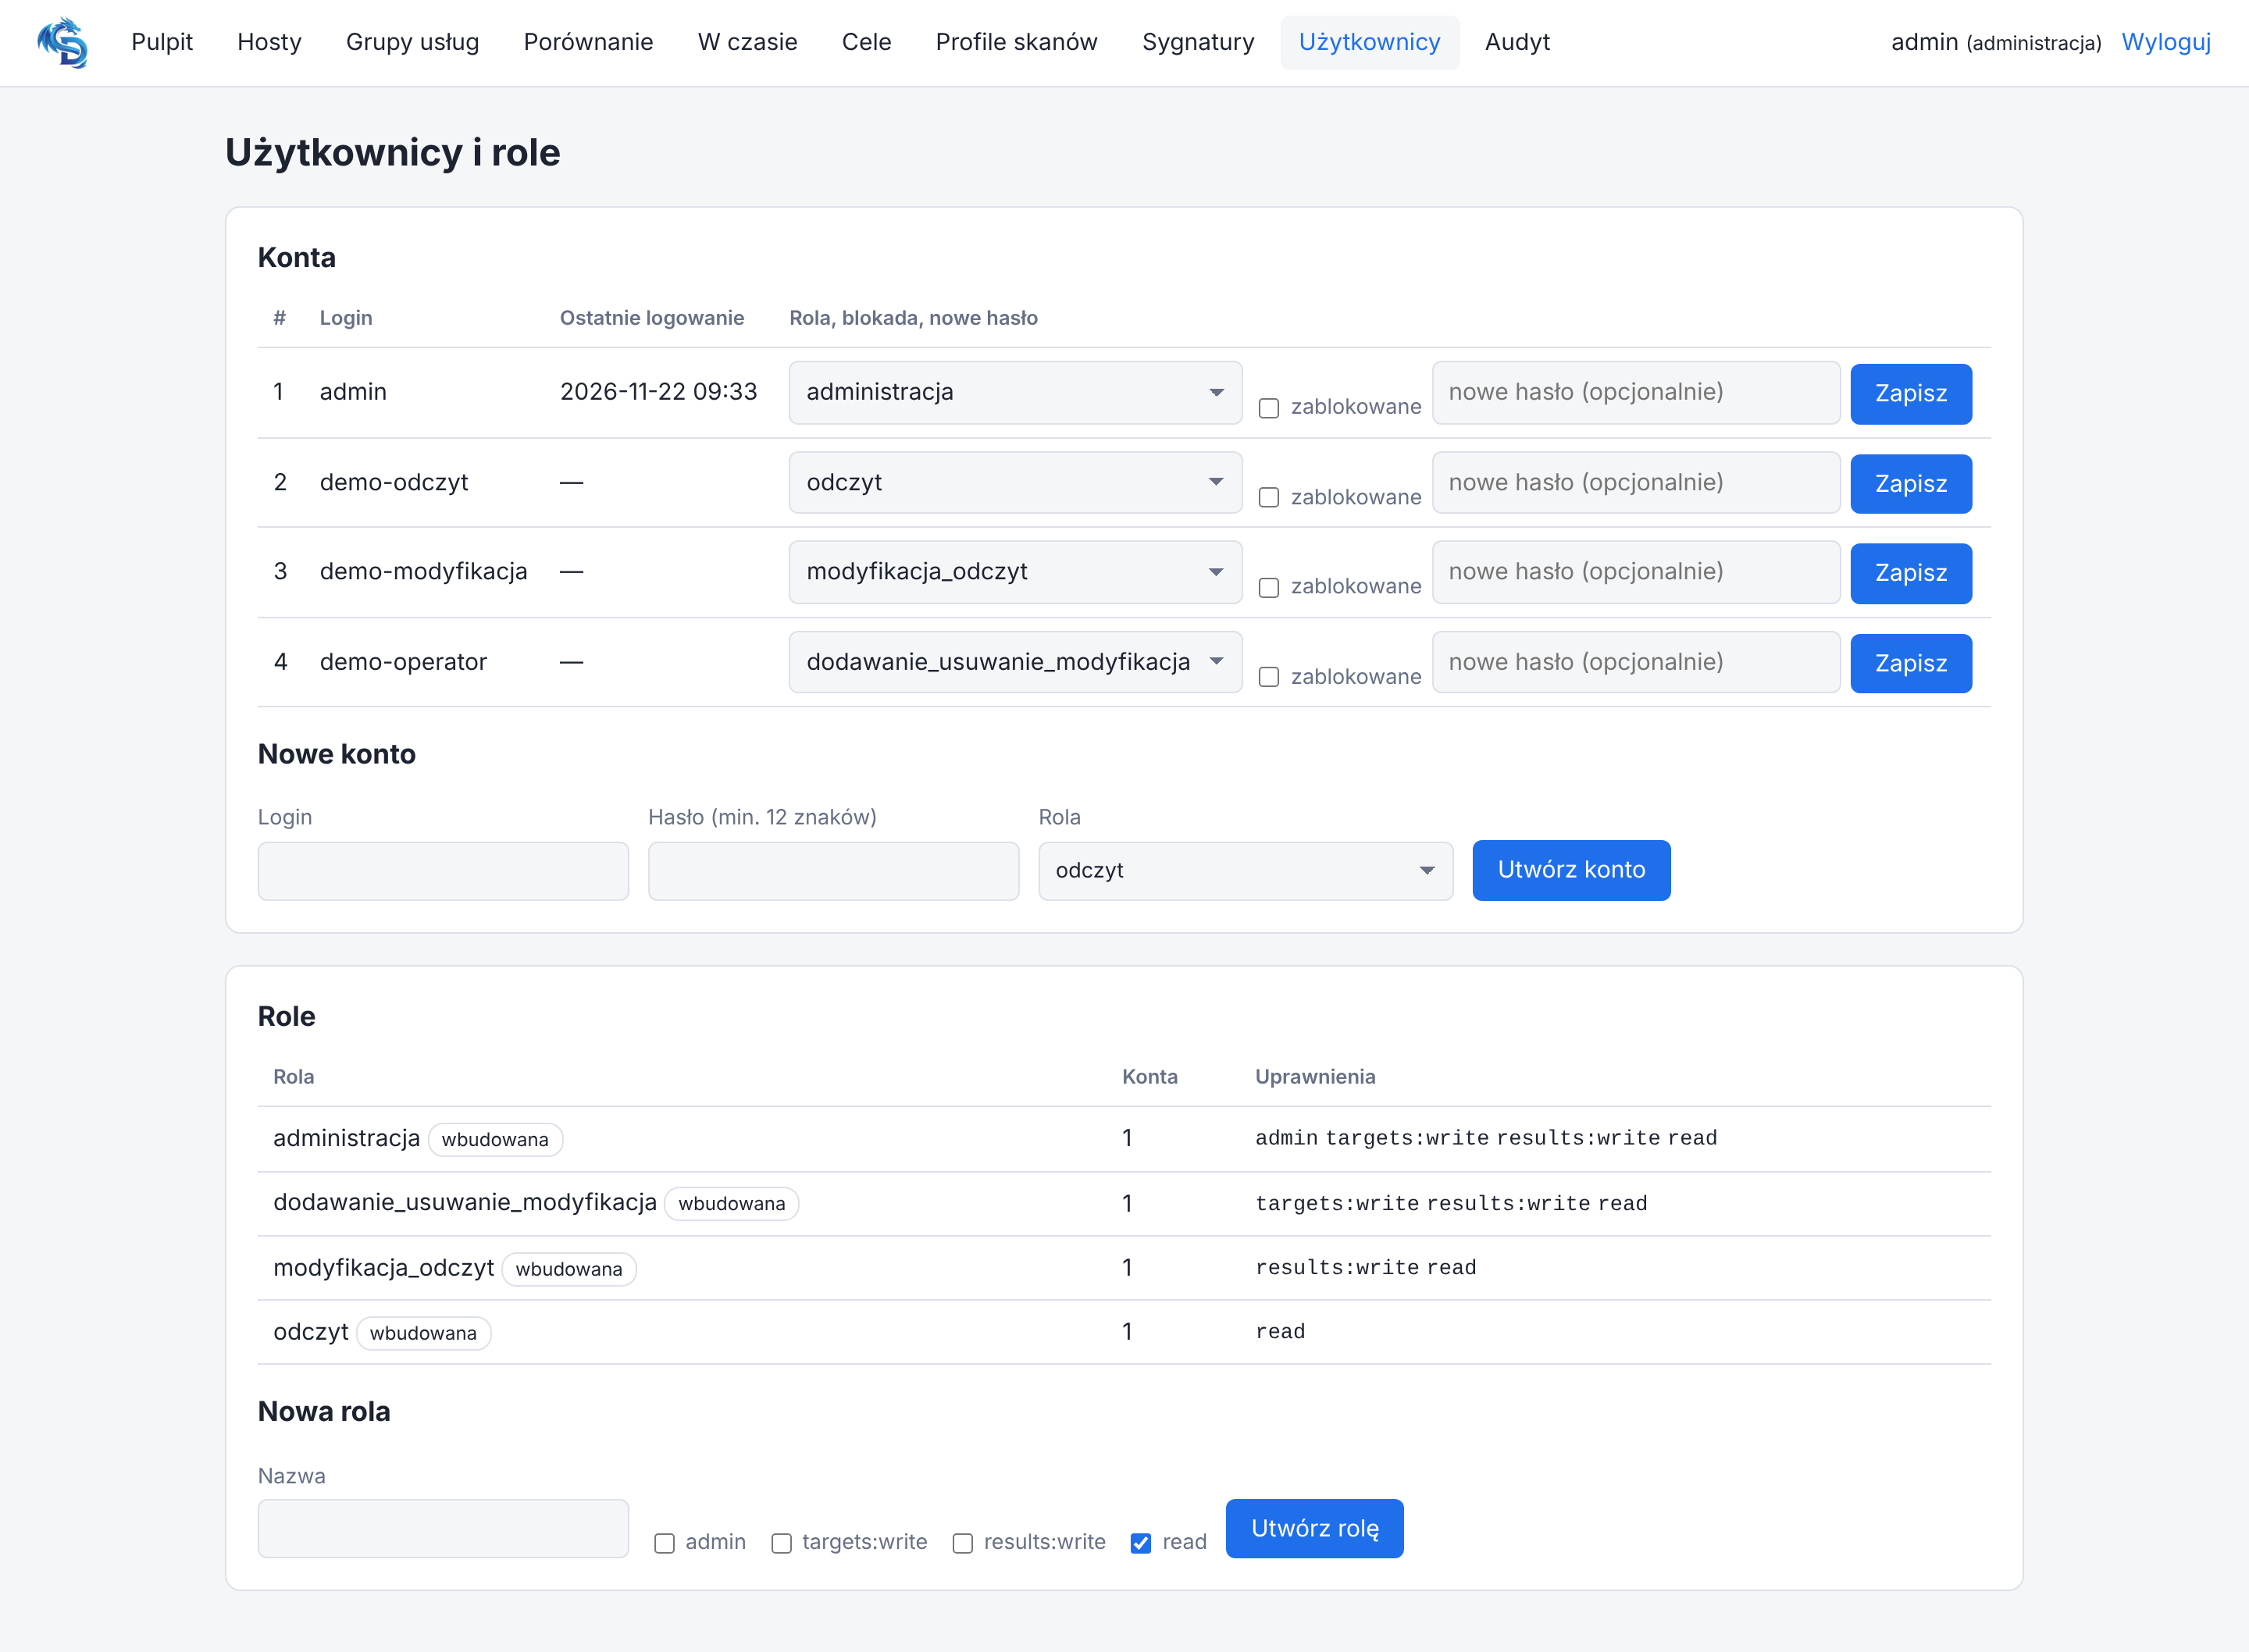 Pulpit Hosty Grupy usług Porównanie W czasie Cele Profile skanów Sygnatury Użytkownicy Audyt admin (administracja) Wyloguj
Użytkownicy i role
Konta
# Login Ostatnie logowanie Rola, blokada, nowe hasło
1 admin 2026-11-22 09:33 administracja zablokowane nowe hasło (opcjonalnie) Zapisz
2 demo-odczyt — odczyt zablokowane nowe hasło (opcjonalnie) Zapisz
3 demo-modyfikacja — modyfikacja_odczyt zablokowane nowe hasło (opcjonalnie) Zapisz
4 demo-operator — dodawanie_usuwanie_modyfikacja zablokowane nowe hasło (opcjonalnie) Zapisz
Nowe konto
Login Hasło (min. 12 znaków) Rola
odczyt Utwórz konto
Role
Rola Konta Uprawnienia
administracja wbudowana 1 admin targets:write results:write read
dodawanie_usuwanie_modyfikacja wbudowana 1 targets:write results:write read
modyfikacja_odczyt wbudowana 1 results:write read
odczyt wbudowana 1 read
Nowa rola
Nazwa
admin targets:write results:write read Utwórz rolę